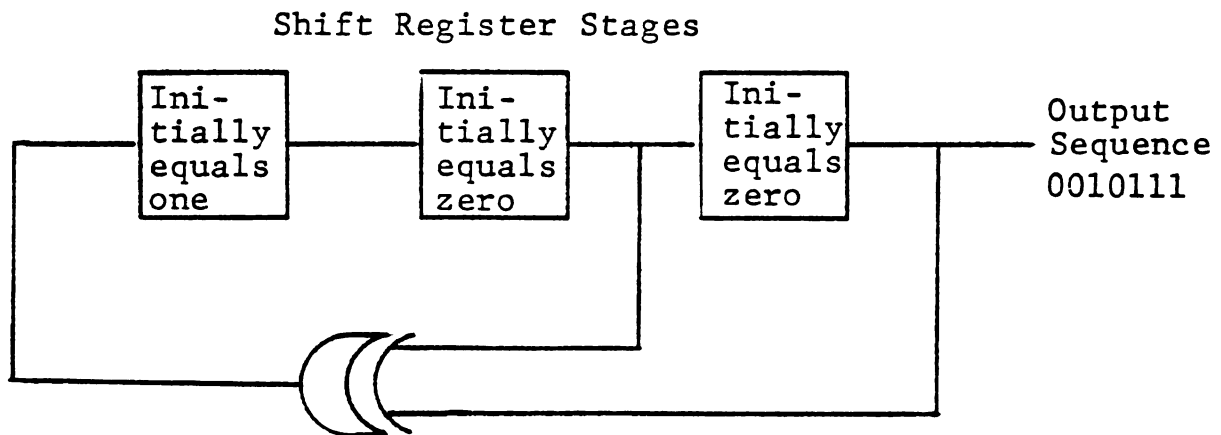 Shift Register Stages
Ini-
tially
equals
one
Ini-
tially
equals
zero
Ini-
tially
equals
zero
Output
Sequence
0010111